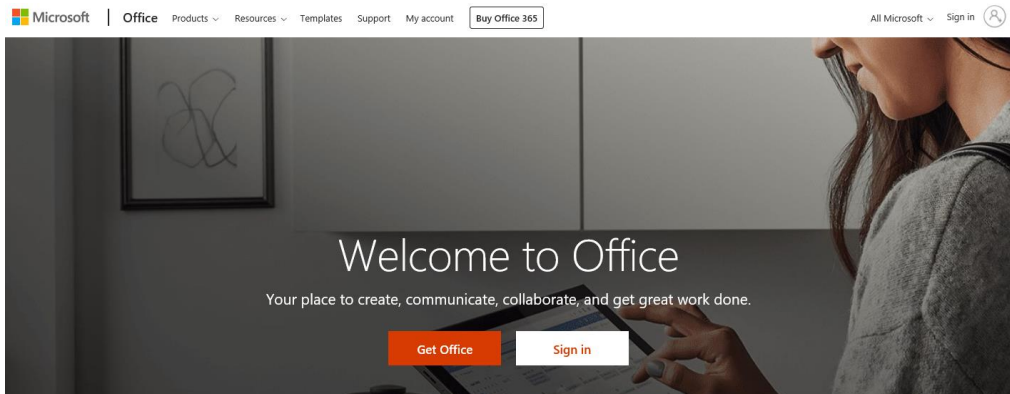 Microsoft Office Products Resources Templates Support My account Buy Office 365 All Microsoft Sign in
Welcome to Office
Your place to create, communicate, collaborate, and get great work done.
Get Office Sign in